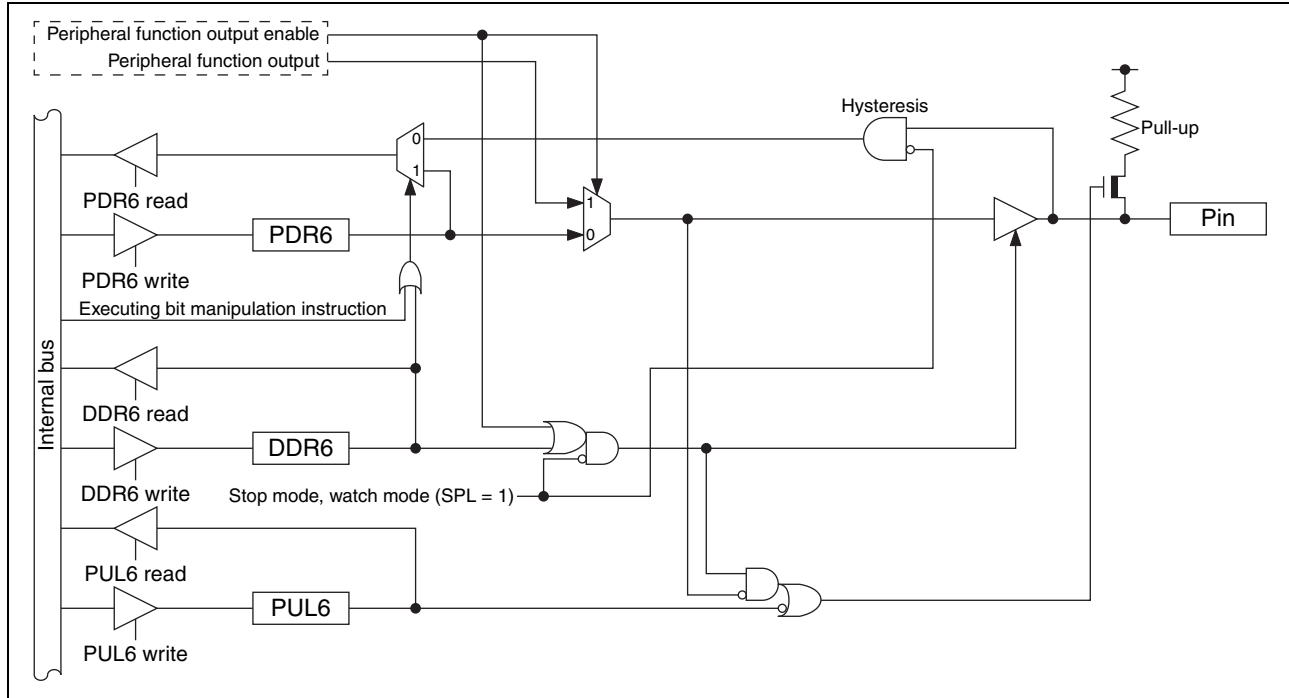 Peripheral function output enable
Peripheral function output
Hysteresis
Pull-up
0
1
PDR6 read
1
PDR6
0
Pin
PDR6 write
Executing bit manipulation instruction
Internal bus
DDR6 read
DDR6
DDR6 write
Stop mode, watch mode (SPL = 1)
PUL6 read
PUL6
PUL6 write